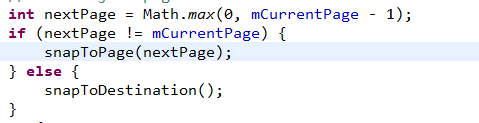 int nextPage = Math.max(0, mCurrentPage - 1);
if (nextPage != mCurrentPage) {
    snapToPage(nextPage);
} else {
    snapToDestination();
}